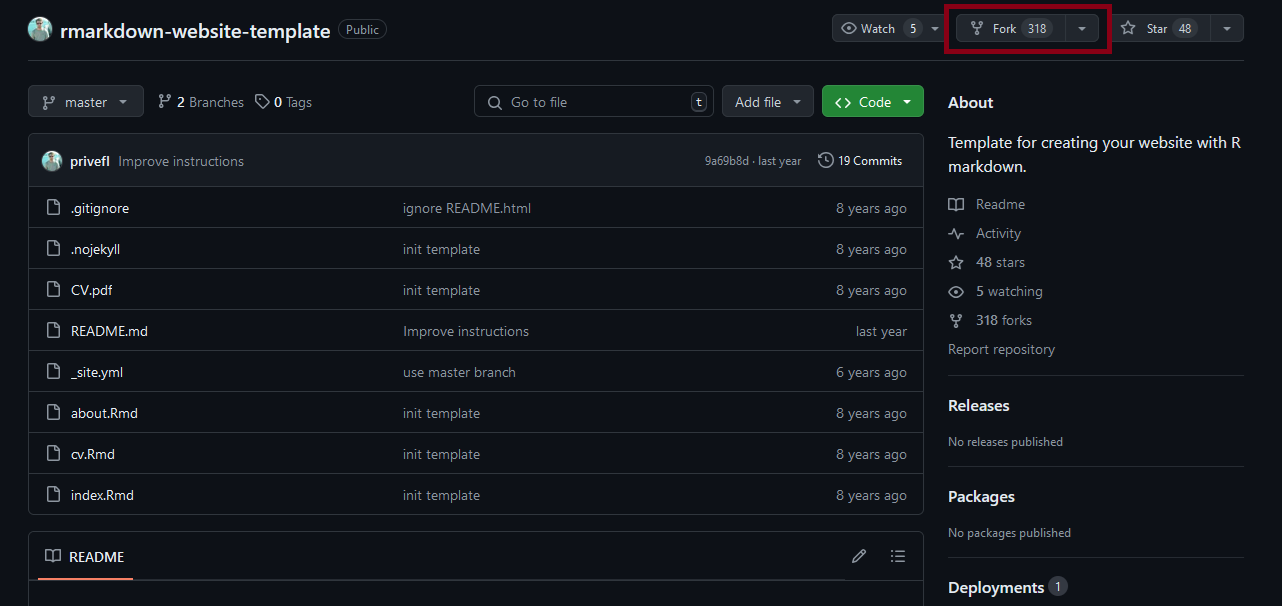 rmarkdown-website-template Public Watch 5 Fork 318 Star 48
master 2 Branches 0 Tags Go to file t Add file Code
privefl Improve instructions 9a69b8d · last year 19 Commits
.gitignore ignore README.html 8 years ago
.nojekyll init template 8 years ago
CV.pdf init template 8 years ago
README.md Improve instructions last year
_site.yml use master branch 6 years ago
about.Rmd init template 8 years ago
cv.Rmd init template 8 years ago
index.Rmd init template 8 years ago
README
About
Template for creating your website with R
markdown.
Readme
Activity
48 stars
5 watching
318 forks
Report repository
Releases
No releases published
Packages
No packages published
Deployments 1